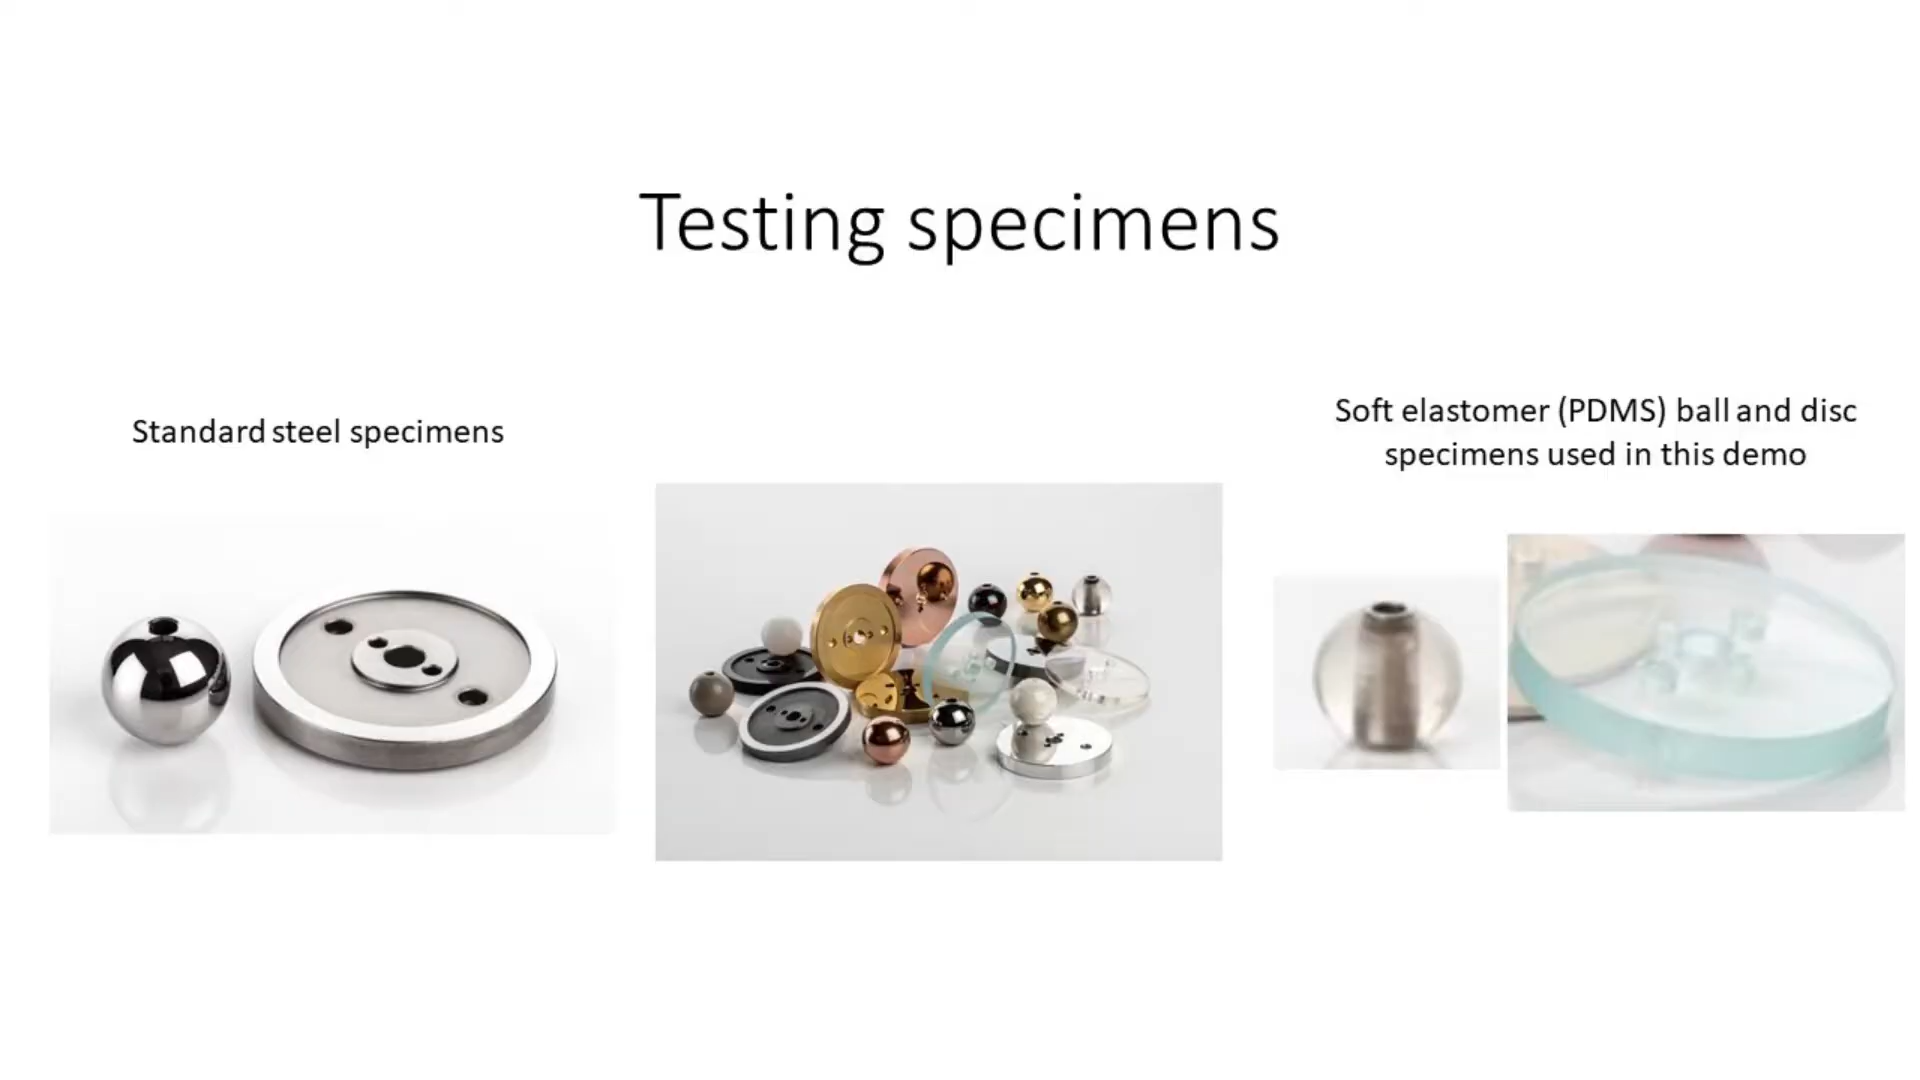 Testing specimens
Standard steel specimens
Soft elastomer (PDMS) ball and disc
specimens used in this demo